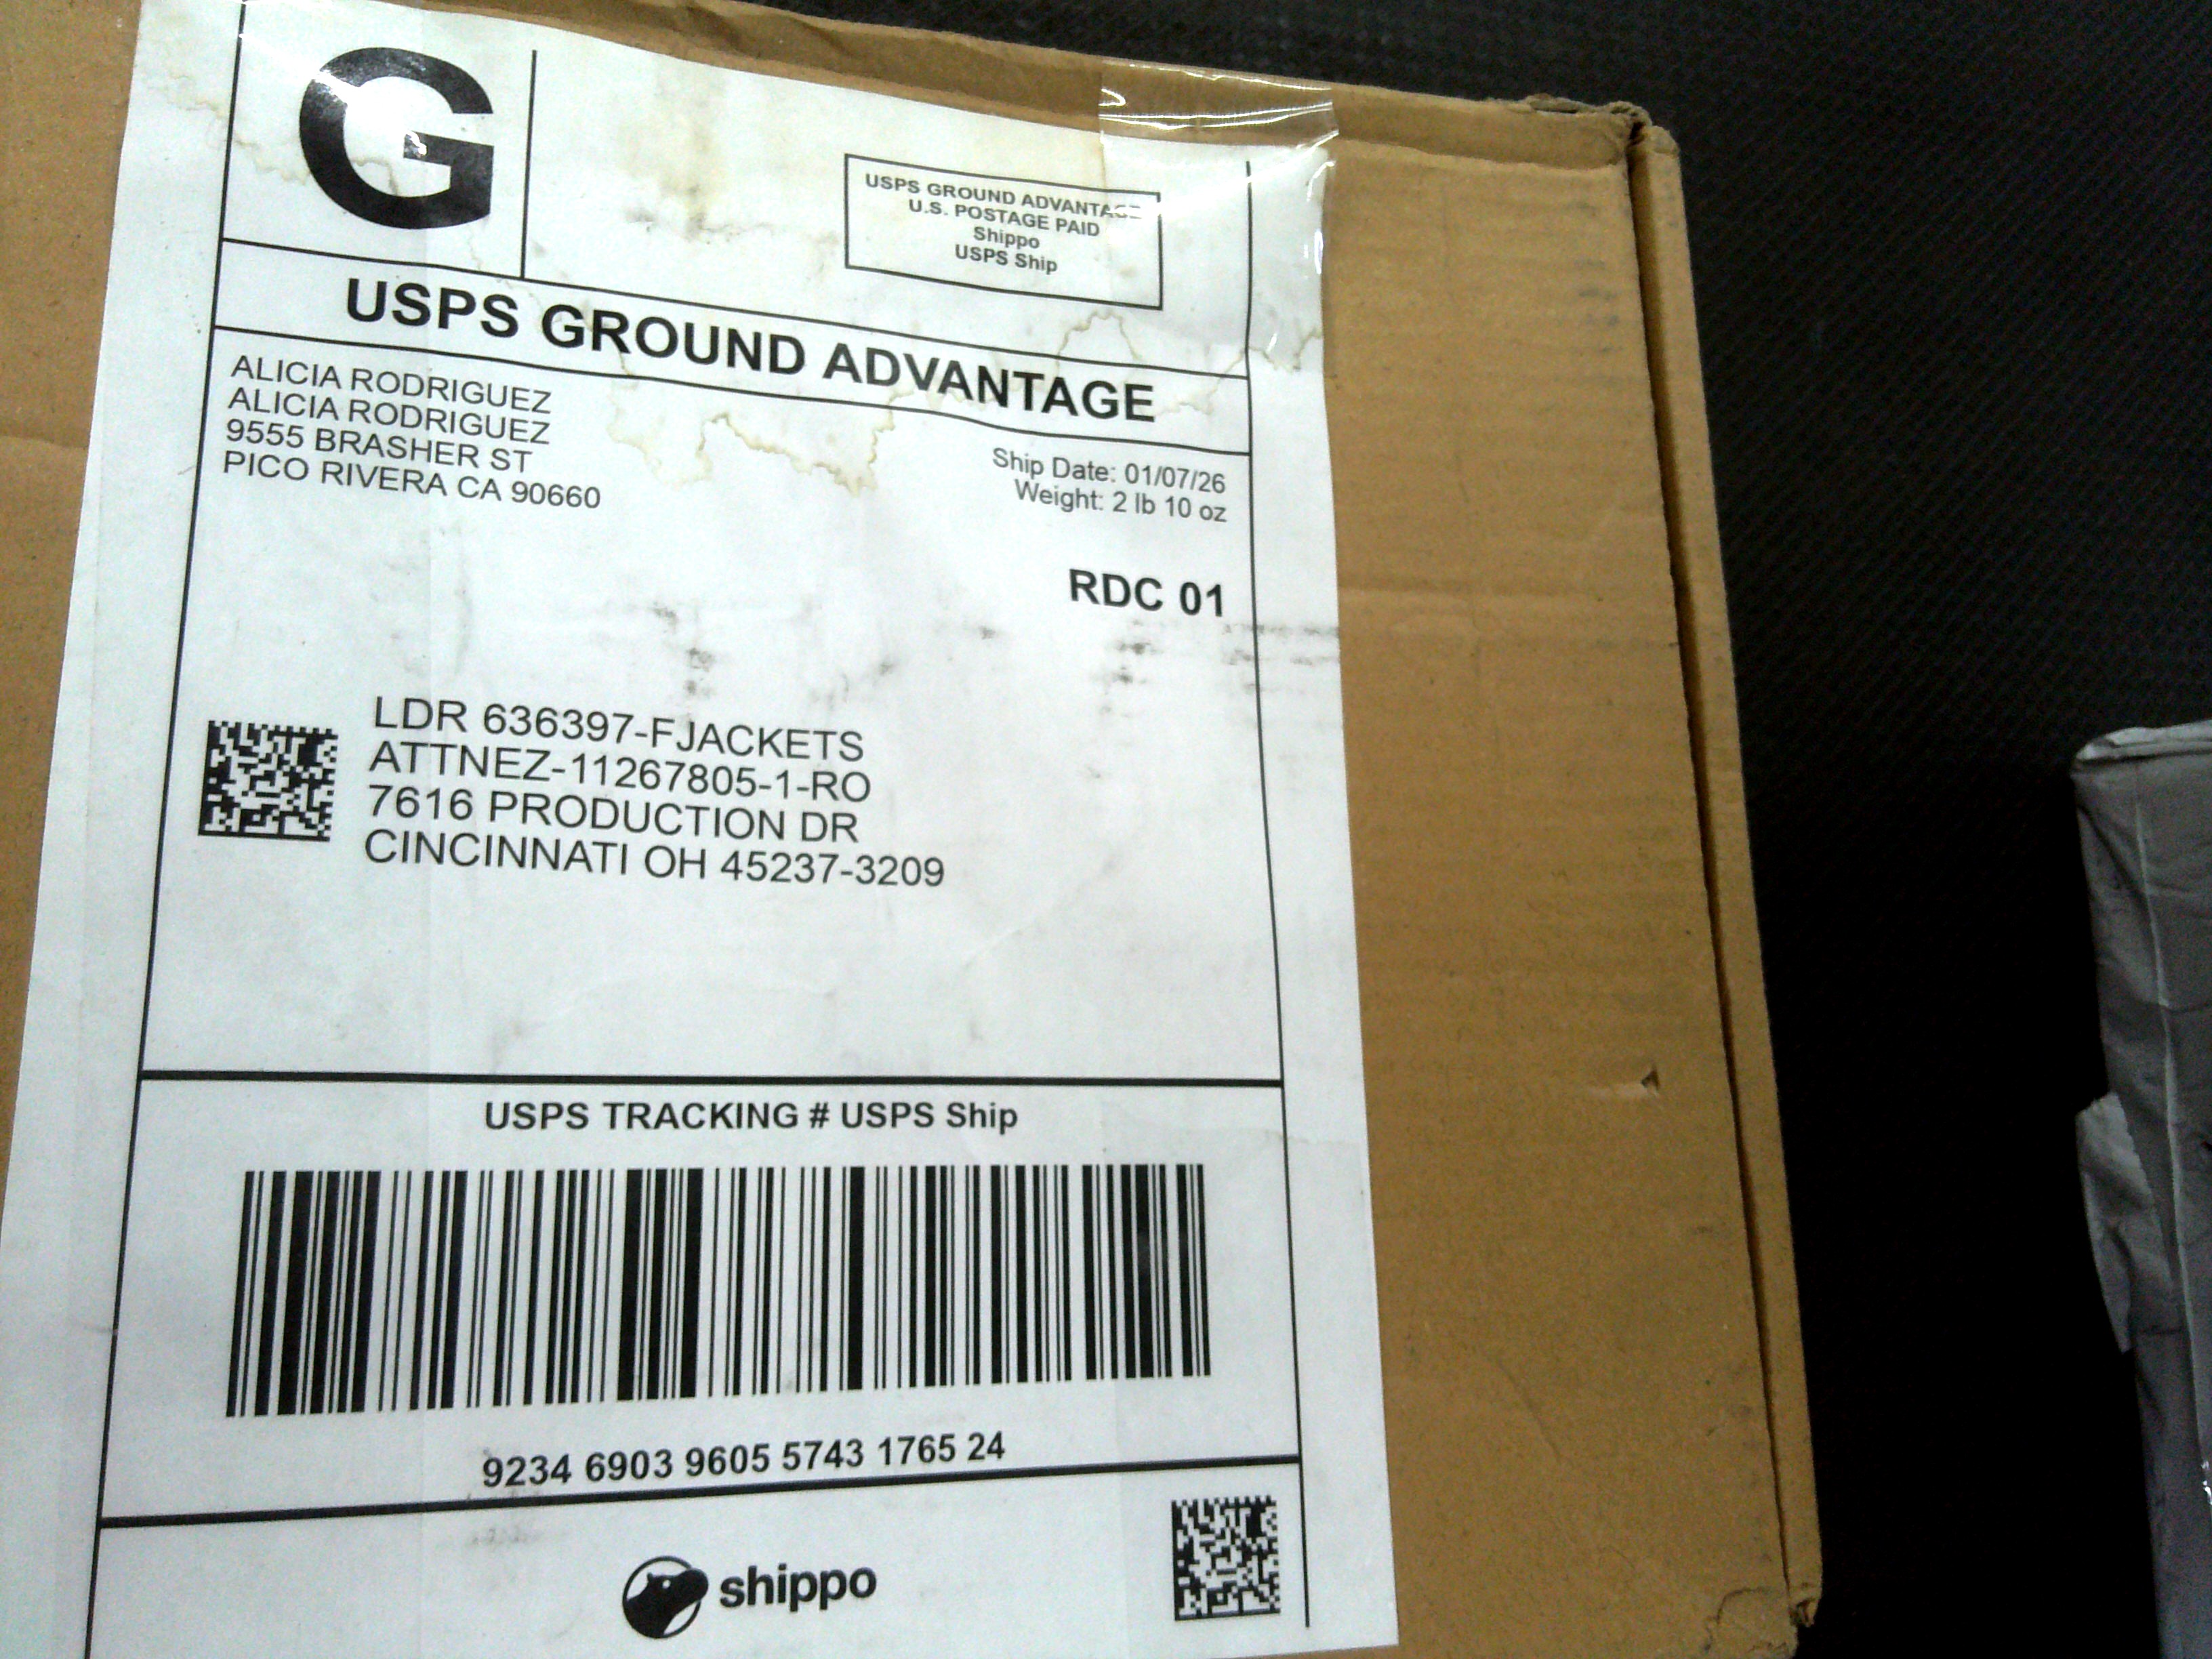 G
USPS GROUND ADVANTAGE
U.S. POSTAGE PAID
Shippo
USPS Ship
USPS GROUND ADVANTAGE
ALICIA RODRIGUEZ
ALICIA RODRIGUEZ
9555 BRASHER ST
PICO RIVERA CA 90660
Ship Date: 01/07/26
Weight: 2 lb 10 oz
RDC 01
LDR 636397-FJACKETS
ATTNEZ-11267805-1-RO
7616 PRODUCTION DR
CINCINNATI OH 45237-3209
USPS TRACKING # USPS Ship
9234 6903 9605 5743 1765 24
shippo